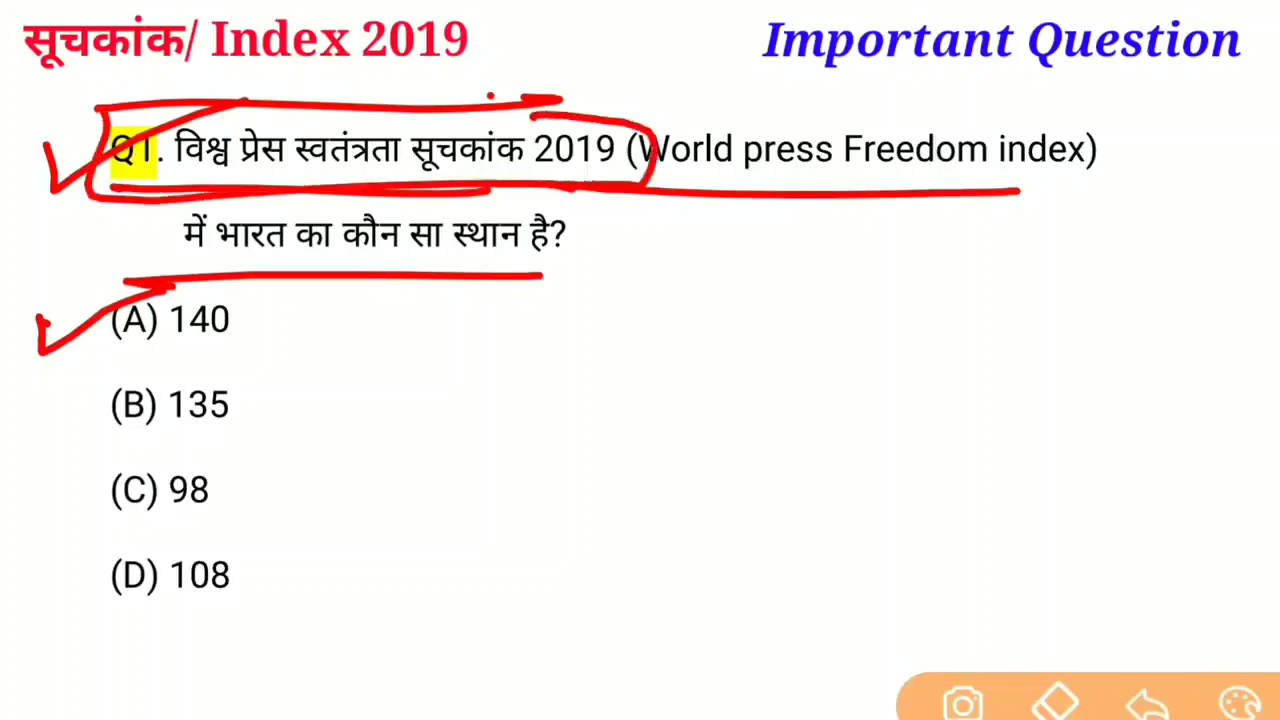 सूचकांक/ Index 2019
Important Question
Q1. विश्व प्रेस स्वतंत्रता सूचकांक 2019 (World press Freedom index)
में भारत का कौन सा स्थान है?
(A) 140
(B) 135
(C) 98
(D) 108